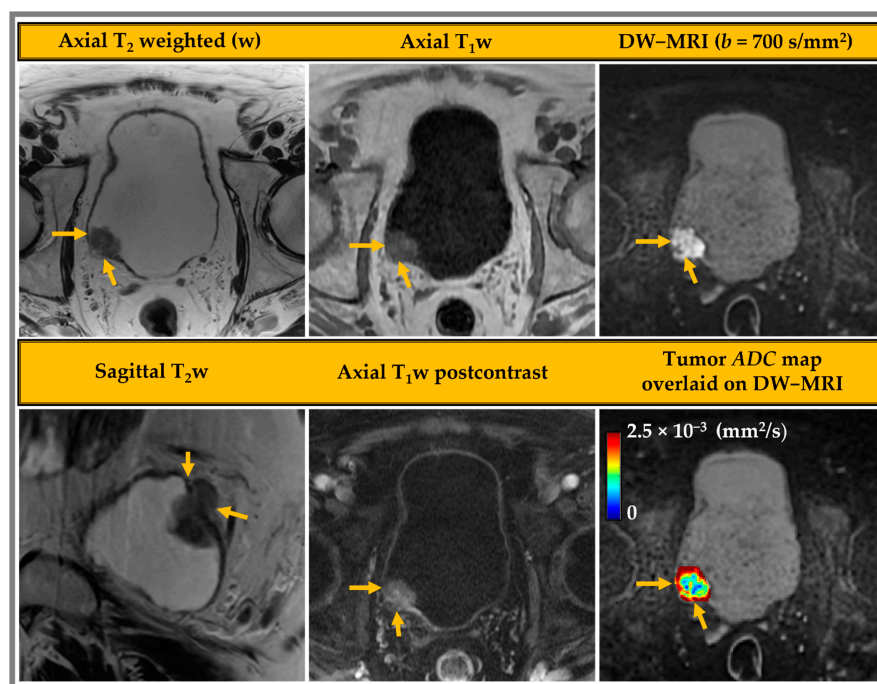 Axial T₂ weighted (w)
Axial T₁w
DW–MRI (b = 700 s/mm²)
Sagittal T₂w
Axial T₁w postcontrast
Tumor ADC map
overlaid on DW–MRI
2.5 × 10⁻³ (mm²/s)
0